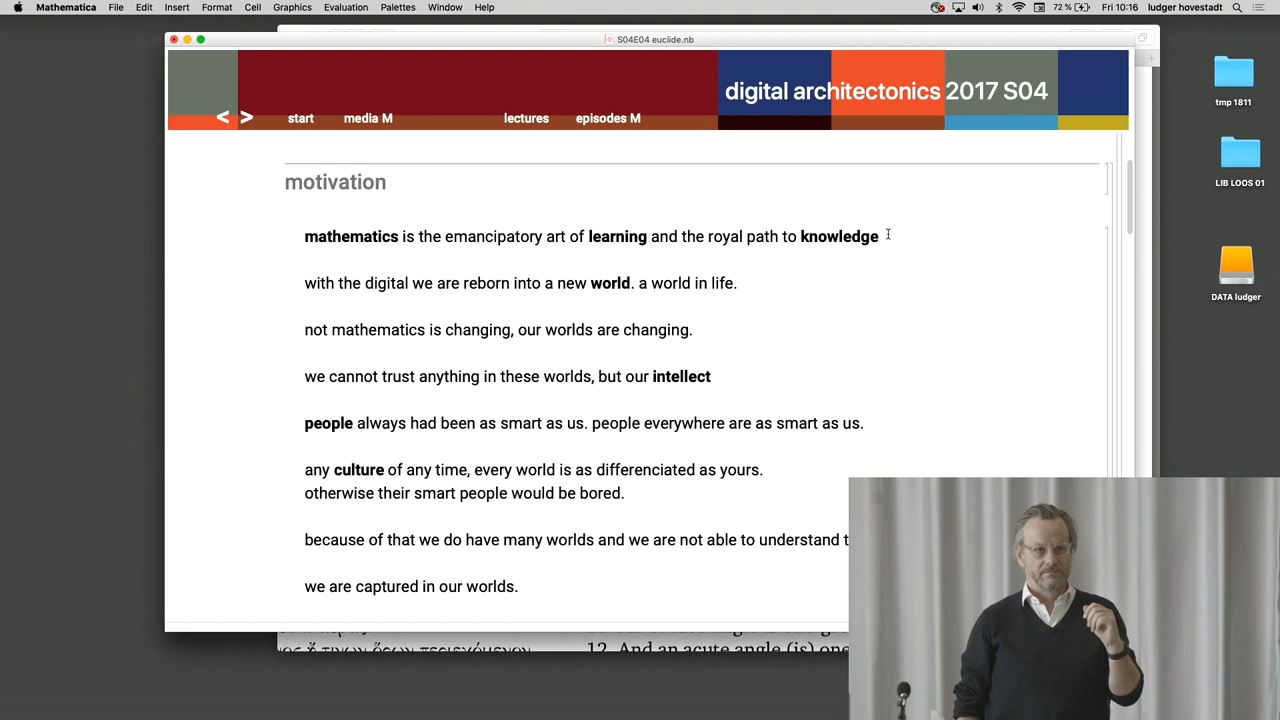 Mathematica File Edit Insert Format Cell Graphics Evaluation Palettes Window Help 72 % Fri 10:16 ludger hovestadt
S04E04 euclide.nb
digital architectonics 2017 S04
< > start media M lectures episodes M
tmp 1811
LIB LOOS 01
DATA ludger
motivation
mathematics is the emancipatory art of learning and the royal path to knowledge
with the digital we are reborn into a new world. a world in life.
not mathematics is changing, our worlds are changing.
we cannot trust anything in these worlds, but our intellect
people always had been as smart as us. people everywhere are as smart as us.
any culture of any time, every world is as differenciated as yours.
otherwise their smart people would be bored.
because of that we do have many worlds and we are not able to understand t
we are captured in our worlds.
12. And an acute angle (is) one